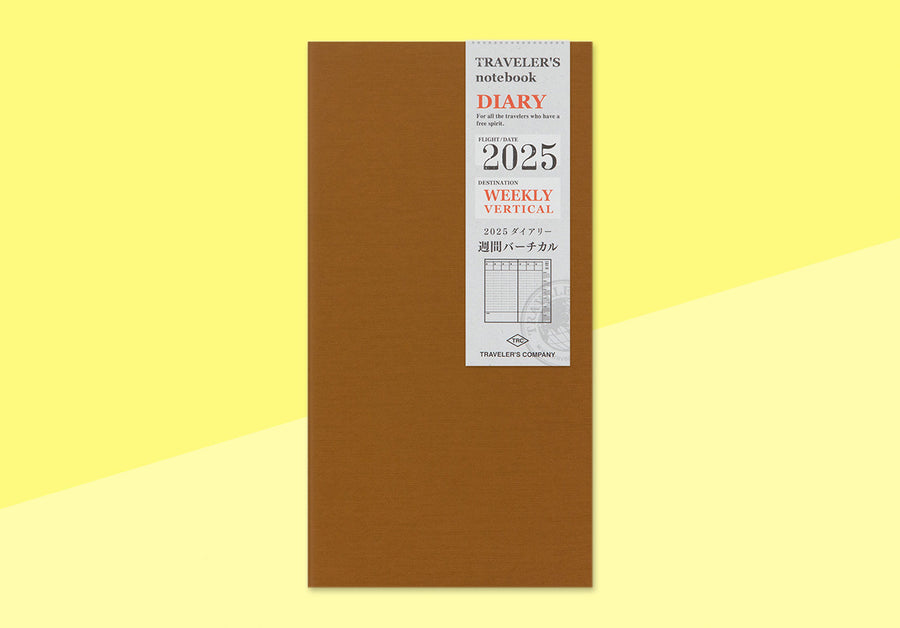 TRAVELER'S
notebook
DIARY
For all the travelers who have a
free spirit.
FLIGHT/DATE
2025
DESTINATION
WEEKLY
VERTICAL
2025 ダイアリー
週間バーチカル
TRC
TRAVELER'S COMPANY